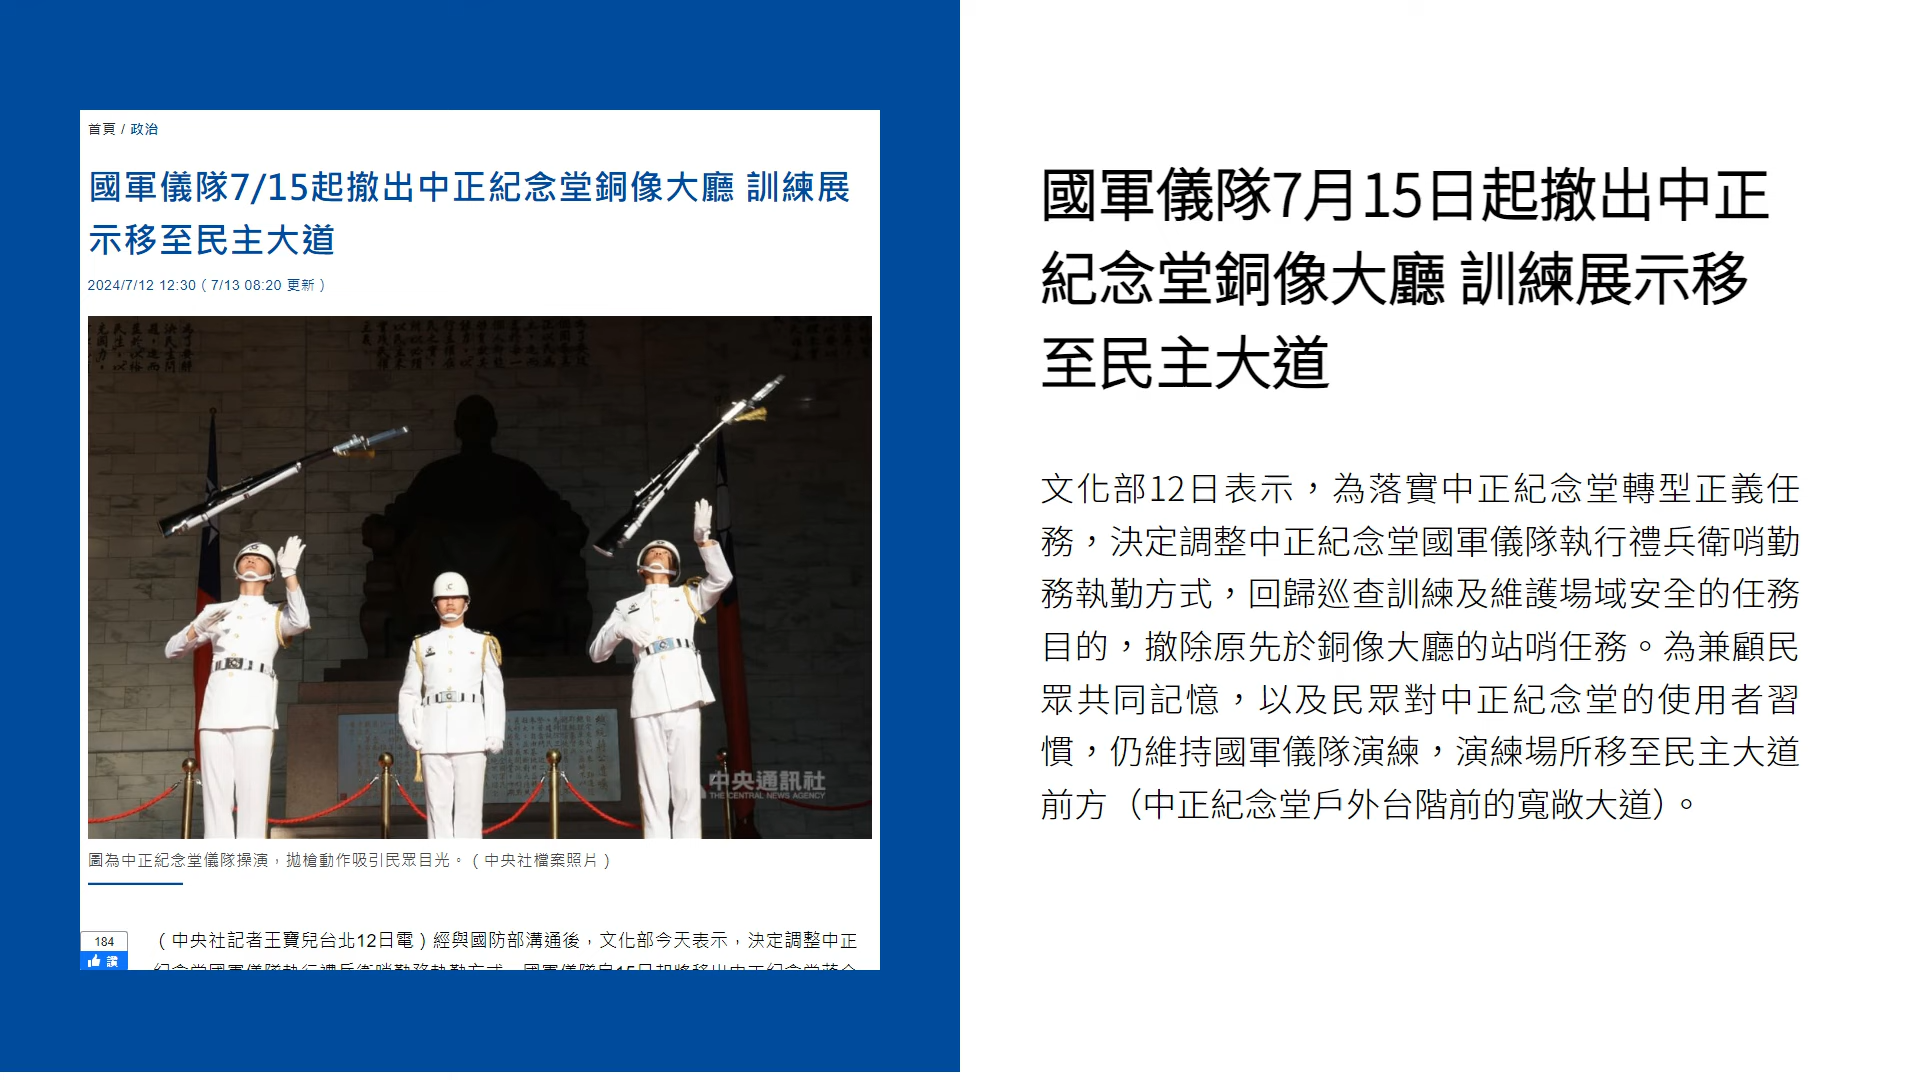 首頁 / 政治
國軍儀隊7/15起撤出中正紀念堂銅像大廳 訓練展
示移至民主大道
2024/7/12 12:30（7/13 08:20 更新）
中央通訊社
THE CENTRAL NEWS AGENCY
圖為中正紀念堂儀隊操演，拋槍動作吸引民眾目光。（中央社檔案照片）
184
讚
（中央社記者王寶兒台北12日電）經與國防部溝通後，文化部今天表示，決定調整中正
國軍儀隊7月15日起撤出中正
紀念堂銅像大廳 訓練展示移
至民主大道
文化部12日表示，為落實中正紀念堂轉型正義任
務，決定調整中正紀念堂國軍儀隊執行禮兵衛哨勤
務執勤方式，回歸巡查訓練及維護場域安全的任務
目的，撤除原先於銅像大廳的站哨任務。為兼顧民
眾共同記憶，以及民眾對中正紀念堂的使用者習
慣，仍維持國軍儀隊演練，演練場所移至民主大道
前方（中正紀念堂戶外台階前的寬敞大道）。